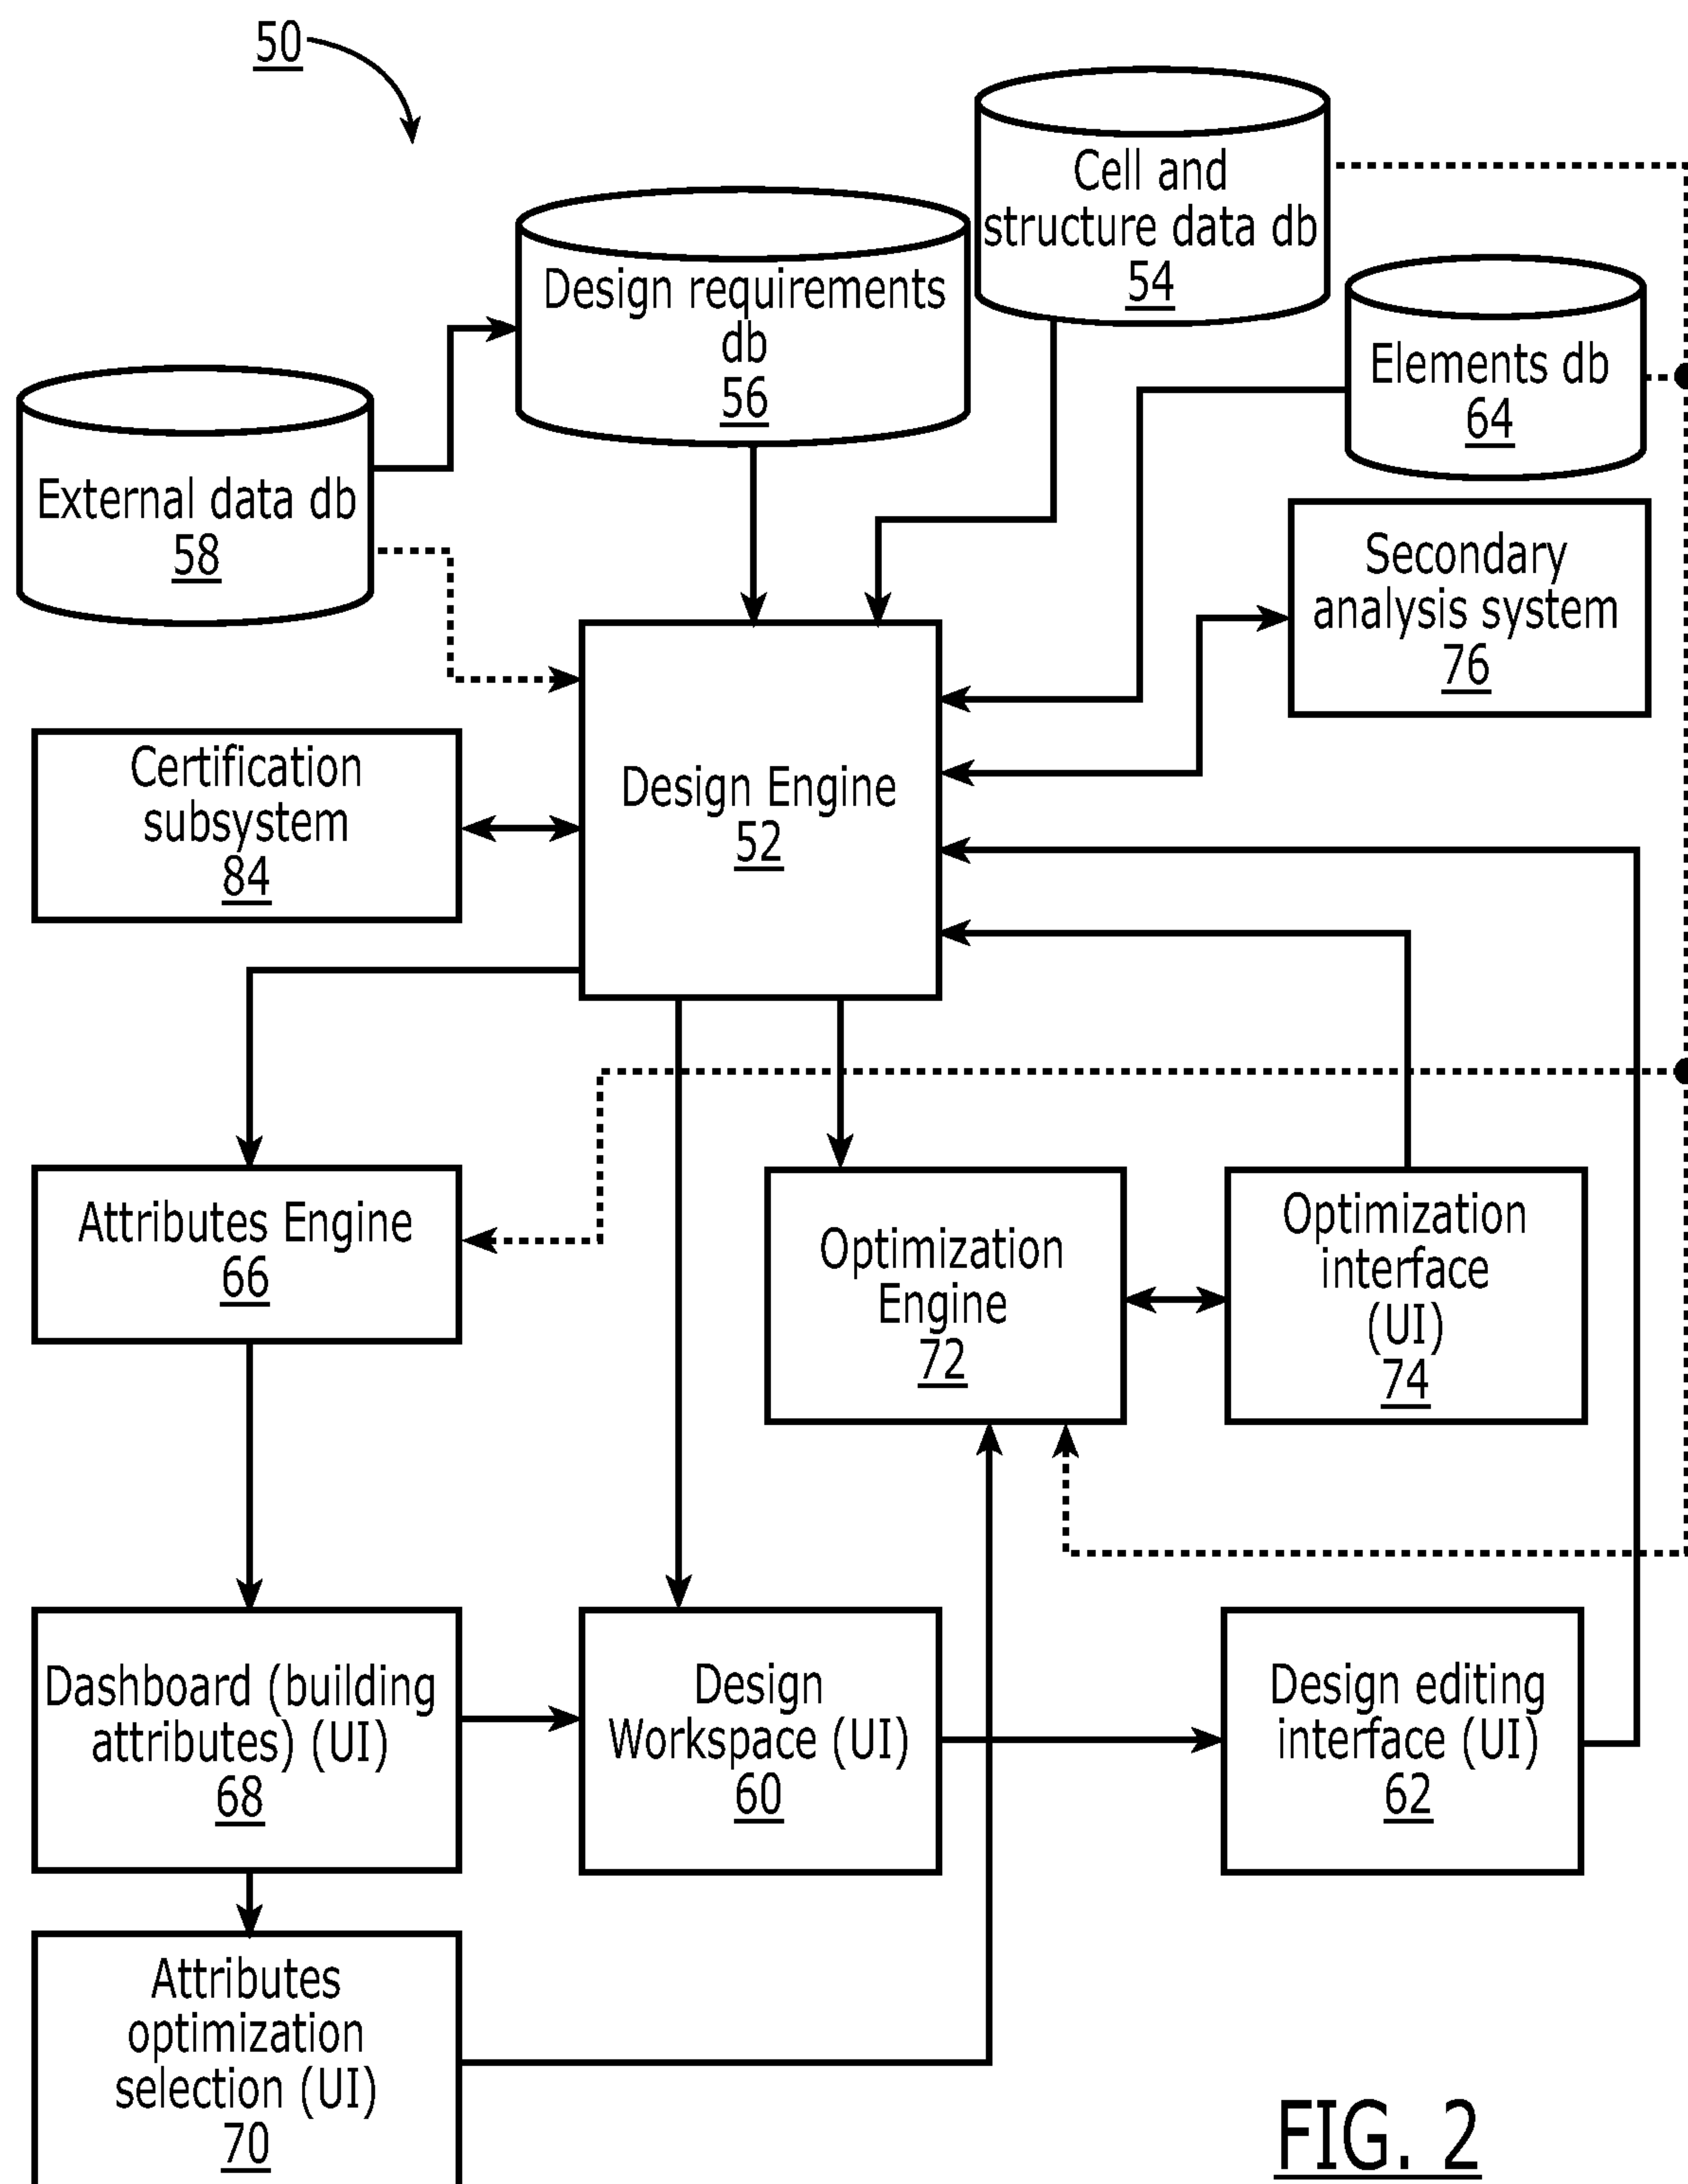 50
Cell and
structure data db
54
Design requirements
db
56
Elements db
64
External data db
58
Secondary
analysis system
76
Certification
subsystem
84
Design Engine
52
Attributes Engine
66
Optimization
Engine
72
Optimization
interface
(UI)
74
Dashboard (building
attributes) (UI)
68
Design
Workspace (UI)
60
Design editing
interface (UI)
62
Attributes
optimization
selection (UI)
70
FIG. 2